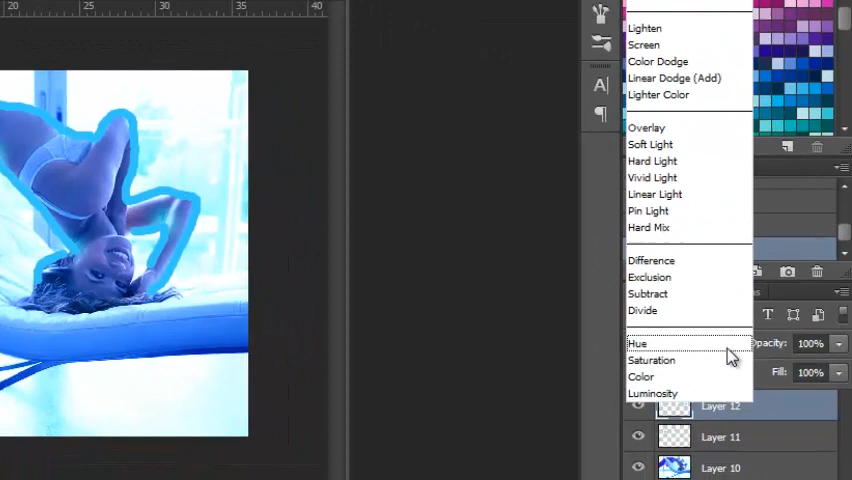 20
25
30
35
40
Lighten
Screen
Color Dodge
Linear Dodge (Add)
Lighter Color
A
Overlay
Soft Light
Hard Light
Vivid Light
Linear Light
Pin Light
Hard Mix
Difference
Exclusion
Subtract
Divide
T
Hue
Opacity: 100%
Saturation
Color
Fill: 100%
Luminosity
Layer 12
Layer 11
Layer 10